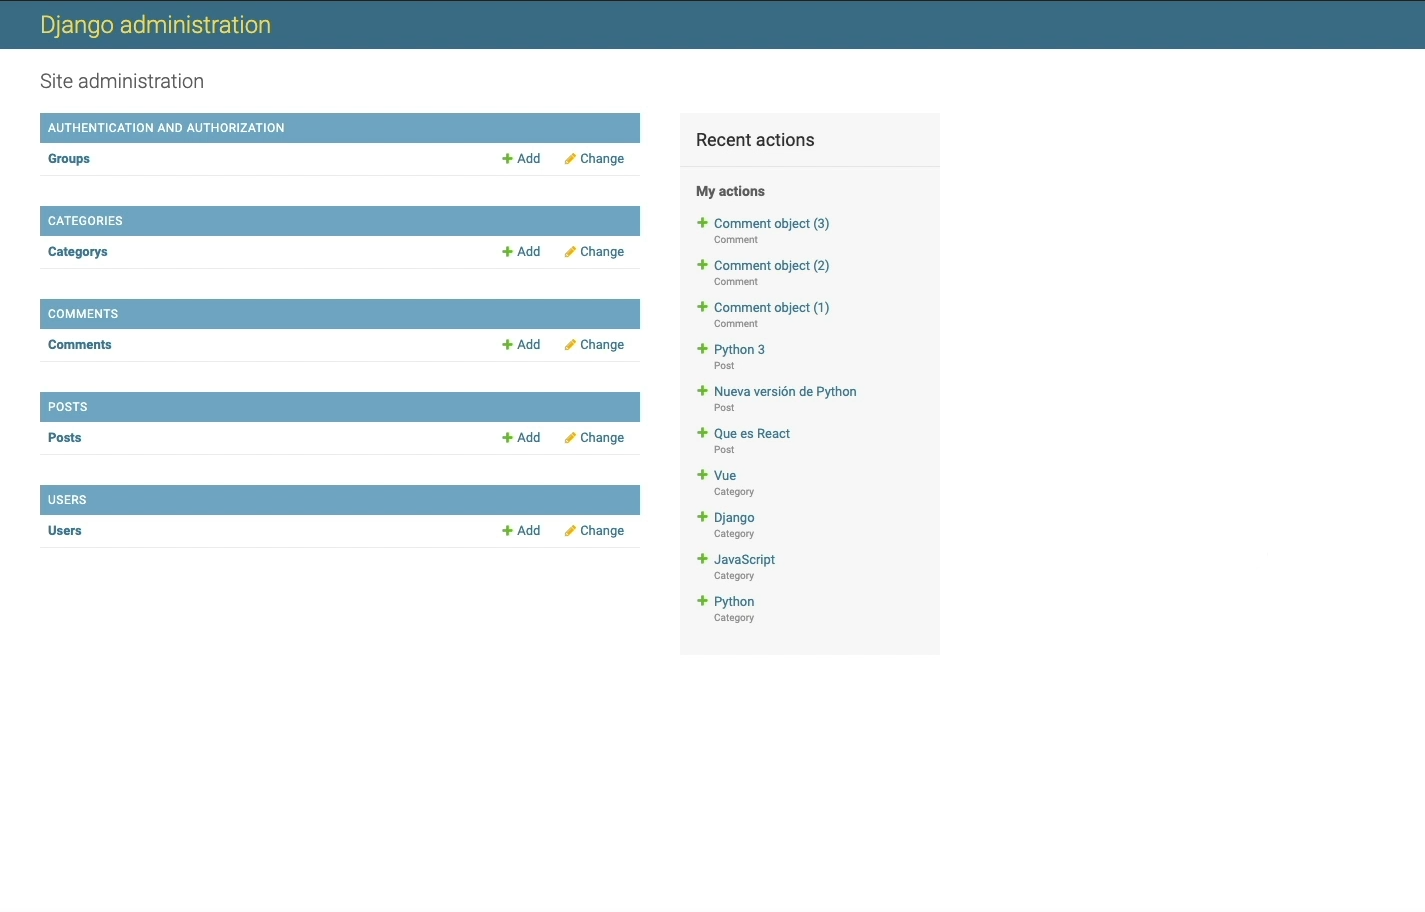 Django administration
Site administration
AUTHENTICATION AND AUTHORIZATION
Groups Add Change
CATEGORIES
Categorys Add Change
COMMENTS
Comments Add Change
POSTS
Posts Add Change
USERS
Users Add Change
Recent actions
My actions
Comment object (3)
Comment
Comment object (2)
Comment
Comment object (1)
Comment
Python 3
Post
Nueva versión de Python
Post
Que es React
Post
Vue
Category
Django
Category
JavaScript
Category
Python
Category